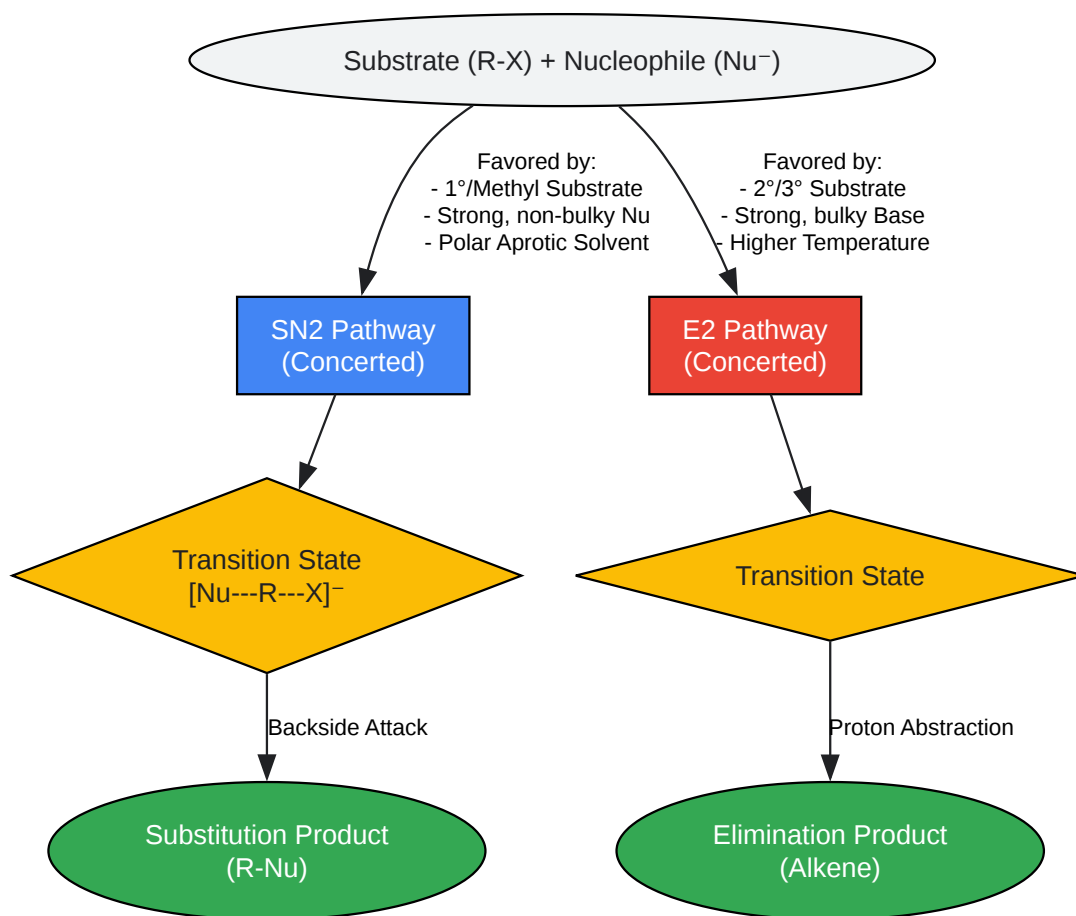 Substrate (R-X) + Nucleophile (Nu⁻)
Favored by:
- 1°/Methyl Substrate
- Strong, non-bulky Nu
- Polar Aprotic Solvent
Favored by:
- 2°/3° Substrate
- Strong, bulky Base
- Higher Temperature
SN2 Pathway
(Concerted)
E2 Pathway
(Concerted)
Transition State
[Nu---R---X]⁻
Transition State
Backside Attack
Proton Abstraction
Substitution Product
(R-Nu)
Elimination Product
(Alkene)